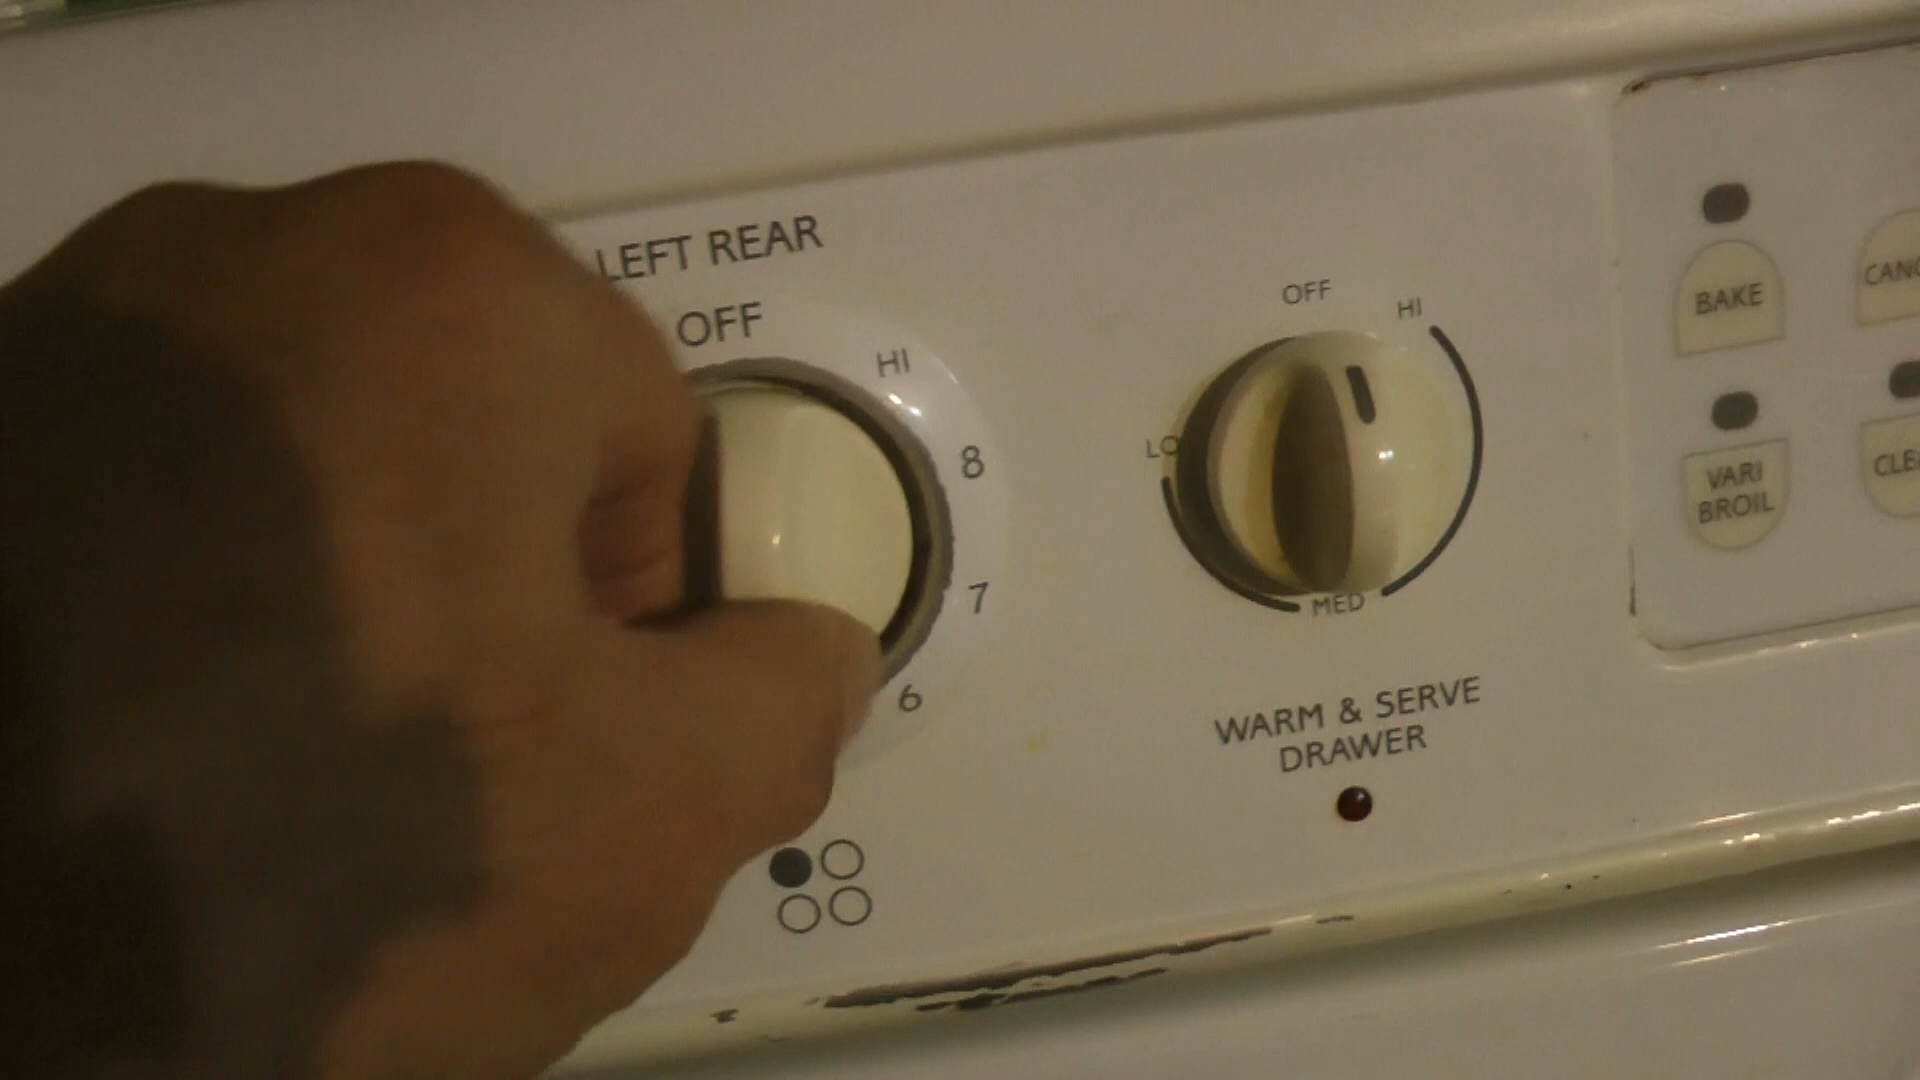 LEFT REAR
OFF
HI
8
7
6
OFF
HI
LO
MED
WARM & SERVE
DRAWER
BAKE
VARI
BROIL